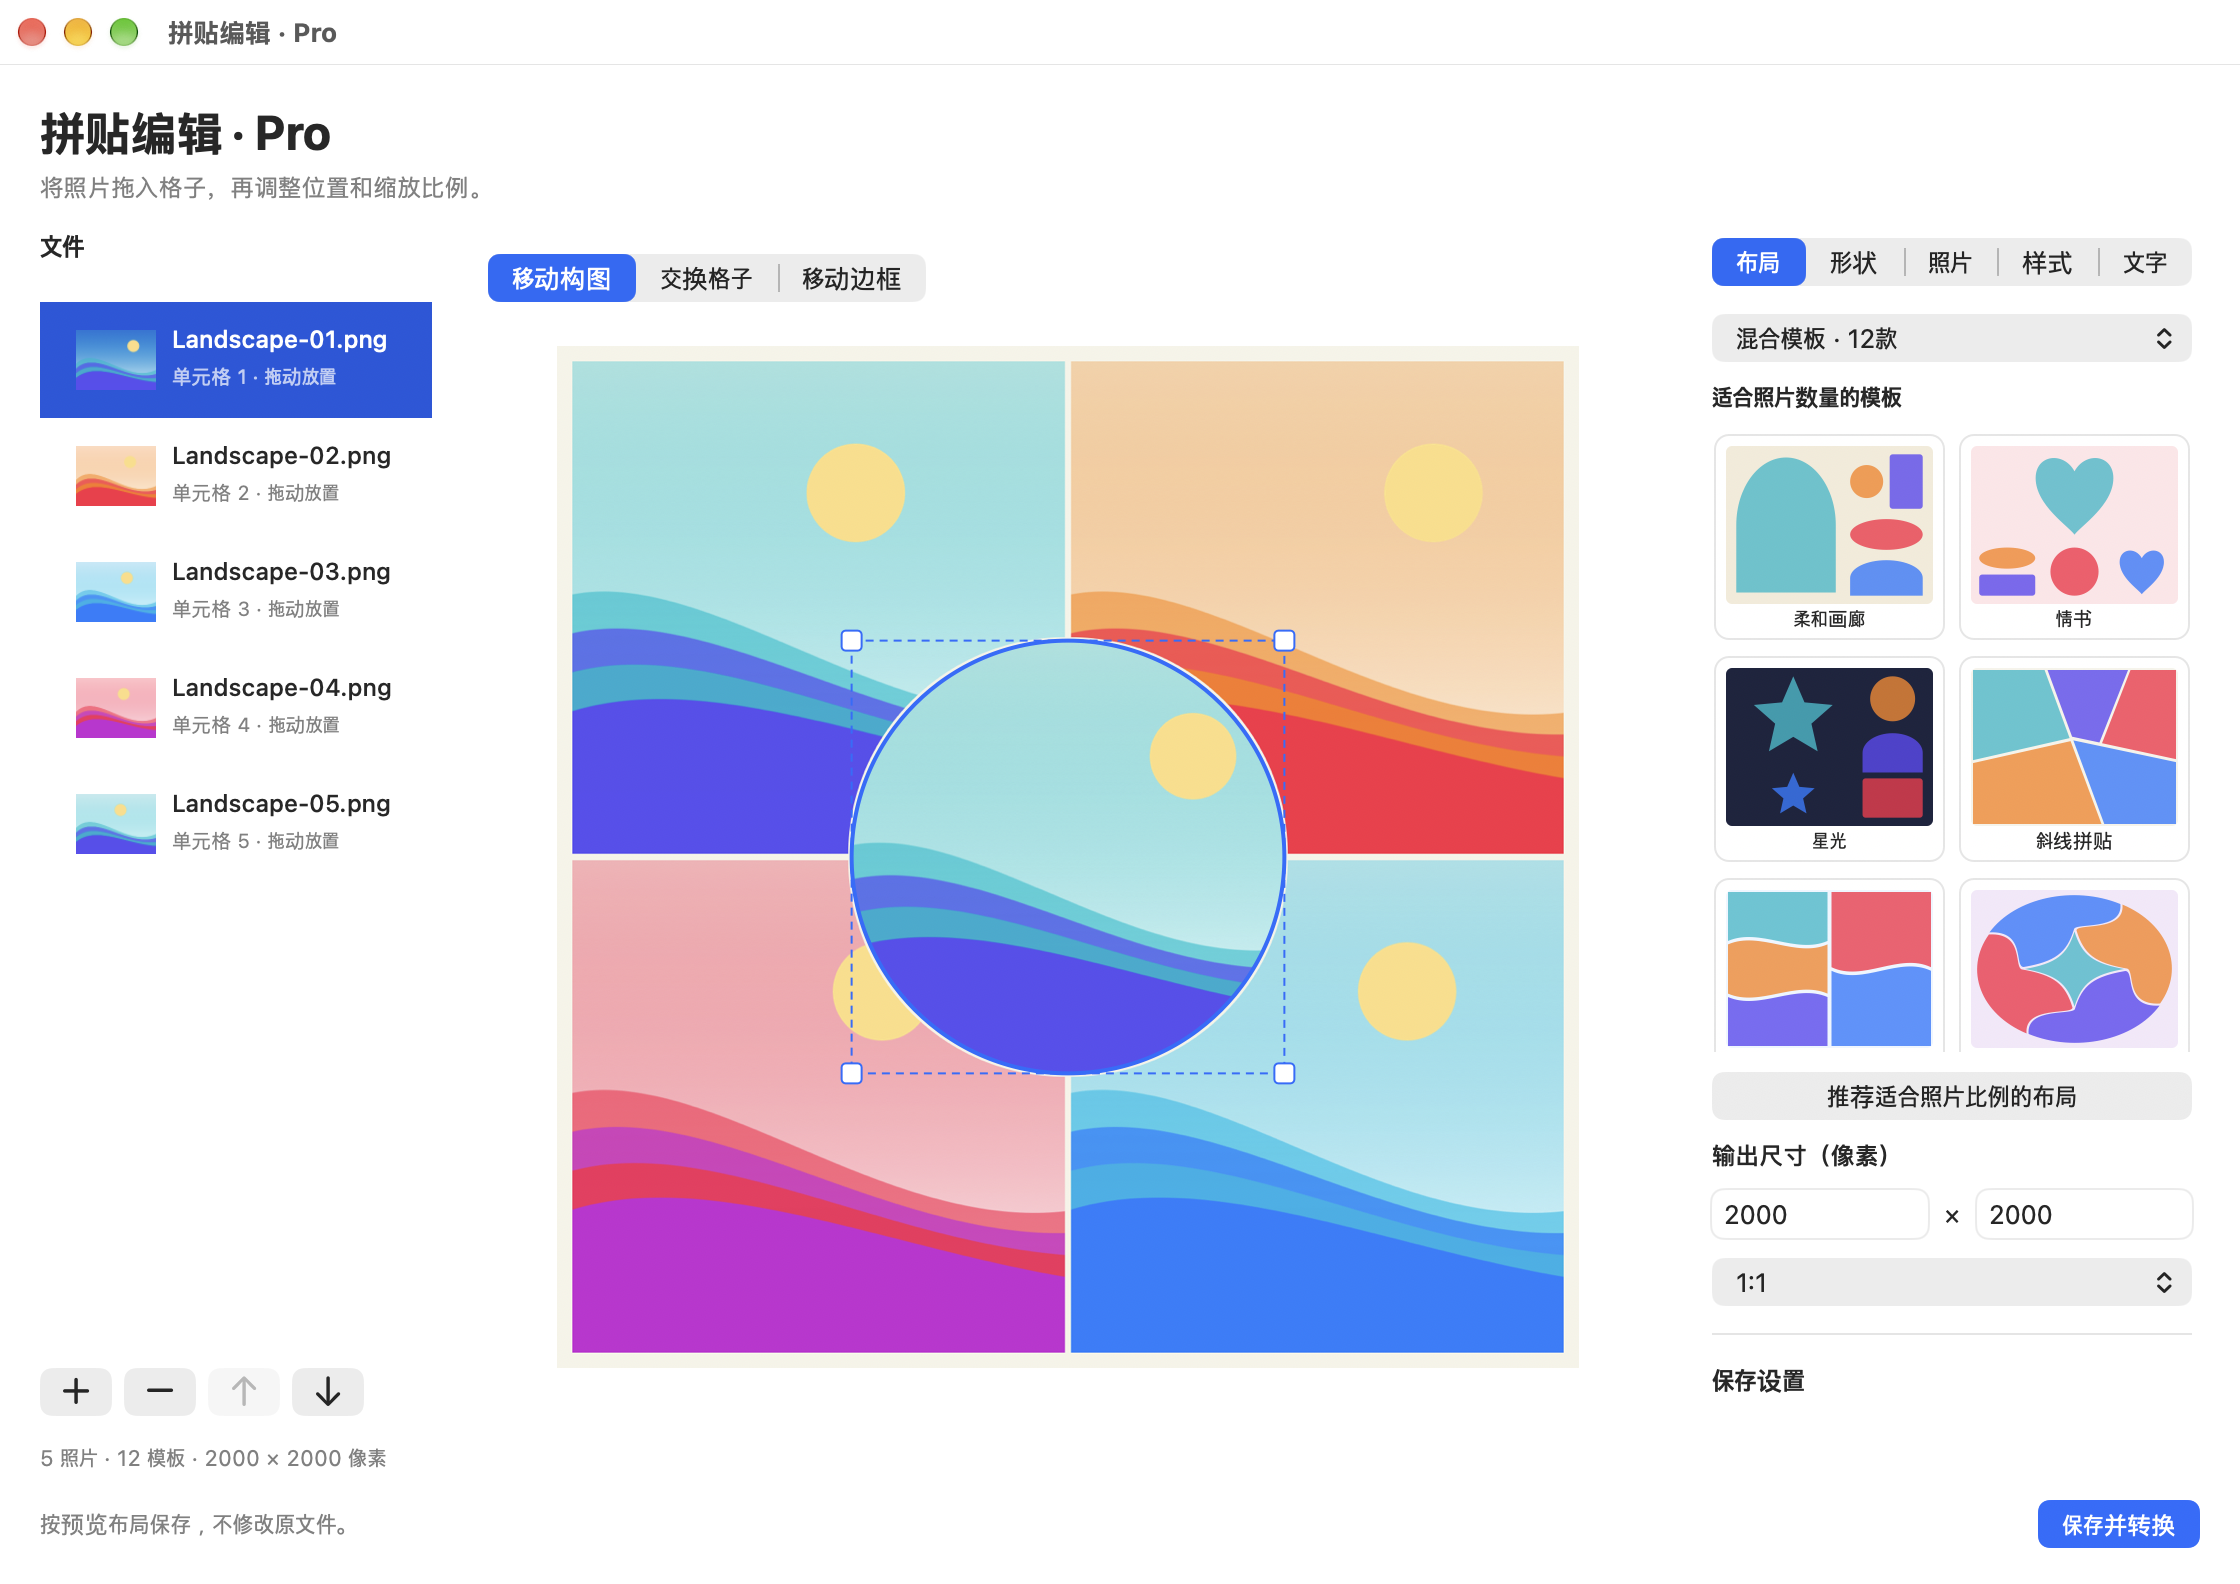 拼贴编辑 · Pro
拼贴编辑 · Pro
将照片拖入格子，再调整位置和缩放比例。
文件
Landscape-01.png
单元格 1 · 拖动放置
Landscape-02.png
单元格 2 · 拖动放置
Landscape-03.png
单元格 3 · 拖动放置
Landscape-04.png
单元格 4 · 拖动放置
Landscape-05.png
单元格 5 · 拖动放置
5 照片 · 12 模板 · 2000 × 2000 像素
按预览布局保存，不修改原文件。
移动构图 交换格子 移动边框
布局 形状 照片 样式 文字
混合模板 · 12款
适合照片数量的模板
柔和画廊 情书
星光 斜线拼贴
推荐适合照片比例的布局
输出尺寸（像素）
2000 × 2000
1:1
保存设置
保存并转换